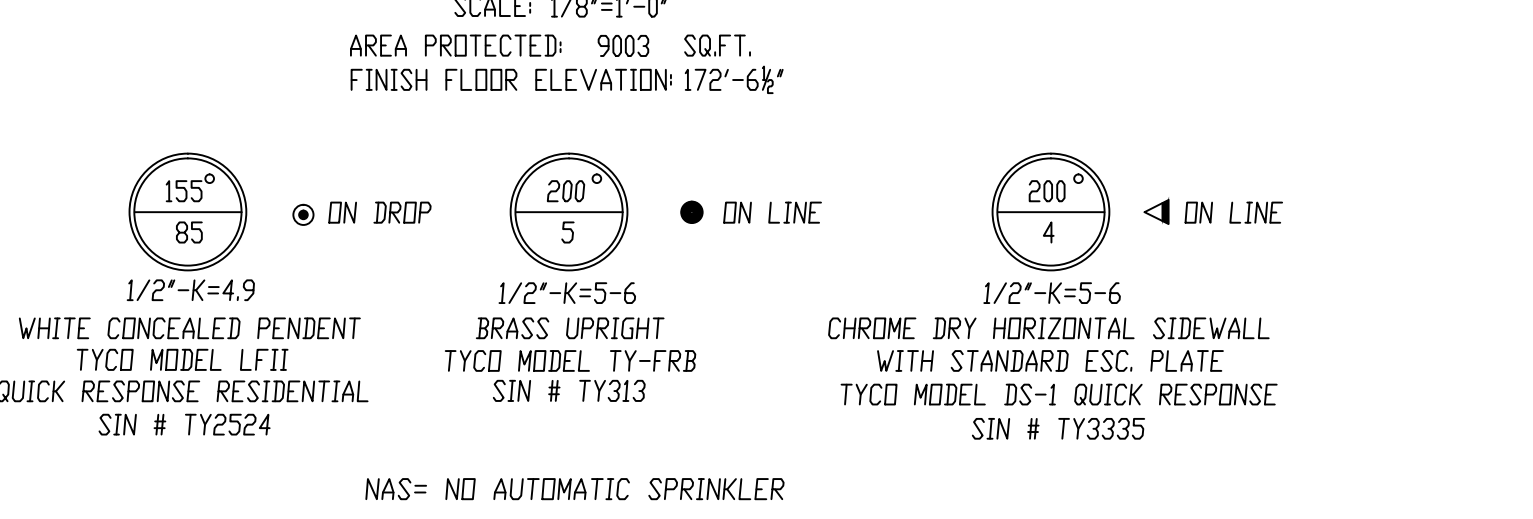 SCALE: 1/8"=1'-0"
AREA PROTECTED: 9003 SQ.FT.
FINISH FLOOR ELEVATION: 172'-6½"
155°
85
ON DROP
1/2"-K=4.9
WHITE CONCEALED PENDENT
TYCO MODEL LFII
QUICK RESPONSE RESIDENTIAL
SIN # TY2524
200°
5
ON LINE
1/2"-K=5-6
BRASS UPRIGHT
TYCO MODEL TY-FRB
SIN # TY313
200°
4
ON LINE
1/2"-K=5-6
CHROME DRY HORIZONTAL SIDEWALL
WITH STANDARD ESC. PLATE
TYCO MODEL DS-1 QUICK RESPONSE
SIN # TY3335
NAS= NO AUTOMATIC SPRINKLER